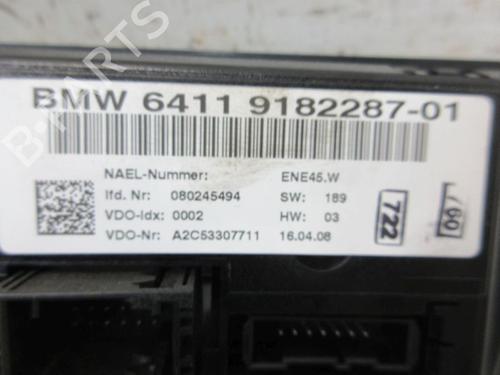 BMW 6411 9182287-01
NAEL-Nummer: ENE45.W
lfd. Nr: 080245494 SW: 189
VDO-Idx: 0002 HW: 03
VDO-Nr: A2C53307711 16.04.08
722
B-PARTS